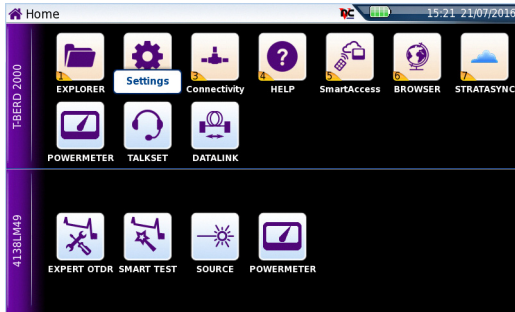 Home
DC 15:21 21/07/2016
T-BERD 2000
1 3 4 5 6 7
EXPLORER Settings Connectivity HELP SmartAccess BROWSER STRATASYNC
POWERMETER TALKSET DATALINK
4138LM49
EXPERT OTDR SMART TEST SOURCE POWERMETER